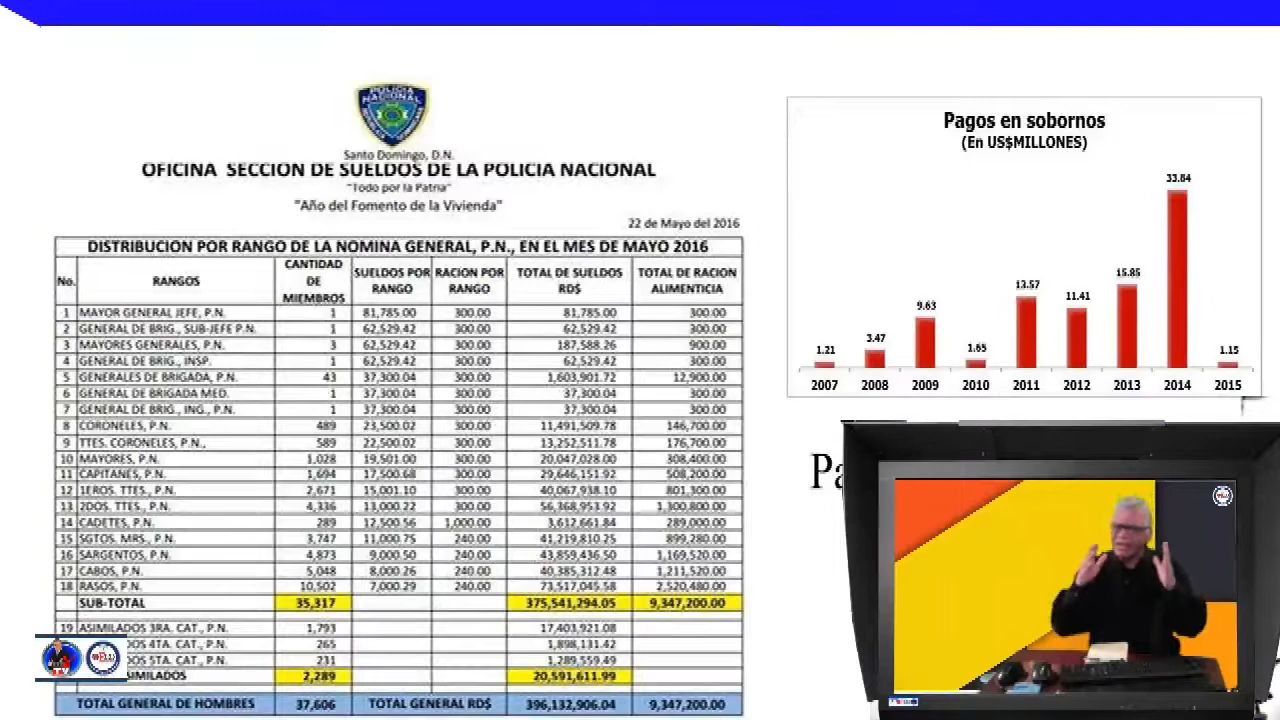 POLICIA
NACIONAL
Santo Domingo, D.N.
OFICINA SECCION DE SUELDOS DE LA POLICIA NACIONAL
"Todo por la Patria"
"Año del Fomento de la Vivienda"
22 de Mayo del 2016
DISTRIBUCION POR RANGO DE LA NOMINA GENERAL, P.N., EN EL MES DE MAYO 2016
No. RANGOS CANTIDAD DE MIEMBROS SUELDOS POR RANGO RACION POR RANGO TOTAL DE SUELDOS RD$ TOTAL DE RACION ALIMENTICIA
1 MAYOR GENERAL JEFE, P.N. 1 81,785.00 300.00 81,785.00 300.00
2 GENERAL DE BRIG., SUB-JEFE P.N. 1 62,529.42 300.00 62,529.42 300.00
3 MAYORES GENERALES, P.N. 3 62,529.42 300.00 187,588.26 900.00
4 GENERAL DE BRIG., INSP. 1 62,529.42 300.00 62,529.42 300.00
5 GENERALES DE BRIGADA, P.N. 43 37,300.04 300.00 1,603,901.72 12,900.00
6 GENERAL DE BRIGADA MED. 1 37,300.04 300.00 37,300.04 300.00
7 GENERAL DE BRIG., ING., P.N. 1 37,300.04 300.00 37,300.04 300.00
8 CORONELES, P.N. 489 23,500.02 300.00 11,491,509.78 146,700.00
9 TTES. CORONELES, P.N., 589 22,500.02 300.00 13,252,511.78 176,700.00
10 MAYORES, P.N. 1,028 19,501.00 300.00 20,047,028.00 308,400.00
11 CAPITANES, P.N. 1,694 17,500.68 300.00 29,646,151.92 508,200.00
12 1EROS. TTES., P.N. 2,671 15,001.10 300.00 40,067,938.10 801,300.00
13 2DOS. TTES., P.N. 4,336 13,000.22 300.00 56,368,953.92 1,300,800.00
14 CADETES, P.N. 289 12,500.56 1,000.00 3,612,661.84 289,000.00
15 SGTOS. MRS., P.N. 3,747 11,000.75 240.00 41,219,810.25 899,280.00
16 SARGENTOS, P.N. 4,873 9,000.50 240.00 43,859,436.50 1,169,520.00
17 CABOS, P.N. 5,048 8,000.26 240.00 40,385,312.48 1,211,520.00
18 RASOS, P.N. 10,502 7,000.29 240.00 73,517,045.58 2,520,480.00
SUB-TOTAL 35,317 375,541,294.05 9,347,200.00
19 ASIMILADOS 3RA. CAT., P.N. 1,793 17,403,921.08
DOS 4TA. CAT., P.N. 265 1,898,131.42
DOS 5TA. CAT., P.N. 231 1,289,559.49
SIMILADOS 2,289 20,591,611.99
TOTAL GENERAL DE HOMBRES 37,606 TOTAL GENERAL RD$ 396,132,906.04 9,347,200.00
Pagos en sobornos
(En US$MILLONES)
1.21 3.47 9.63 1.65 13.57 11.41 15.85 33.84 1.15
2007 2008 2009 2010 2011 2012 2013 2014 2015
Pa